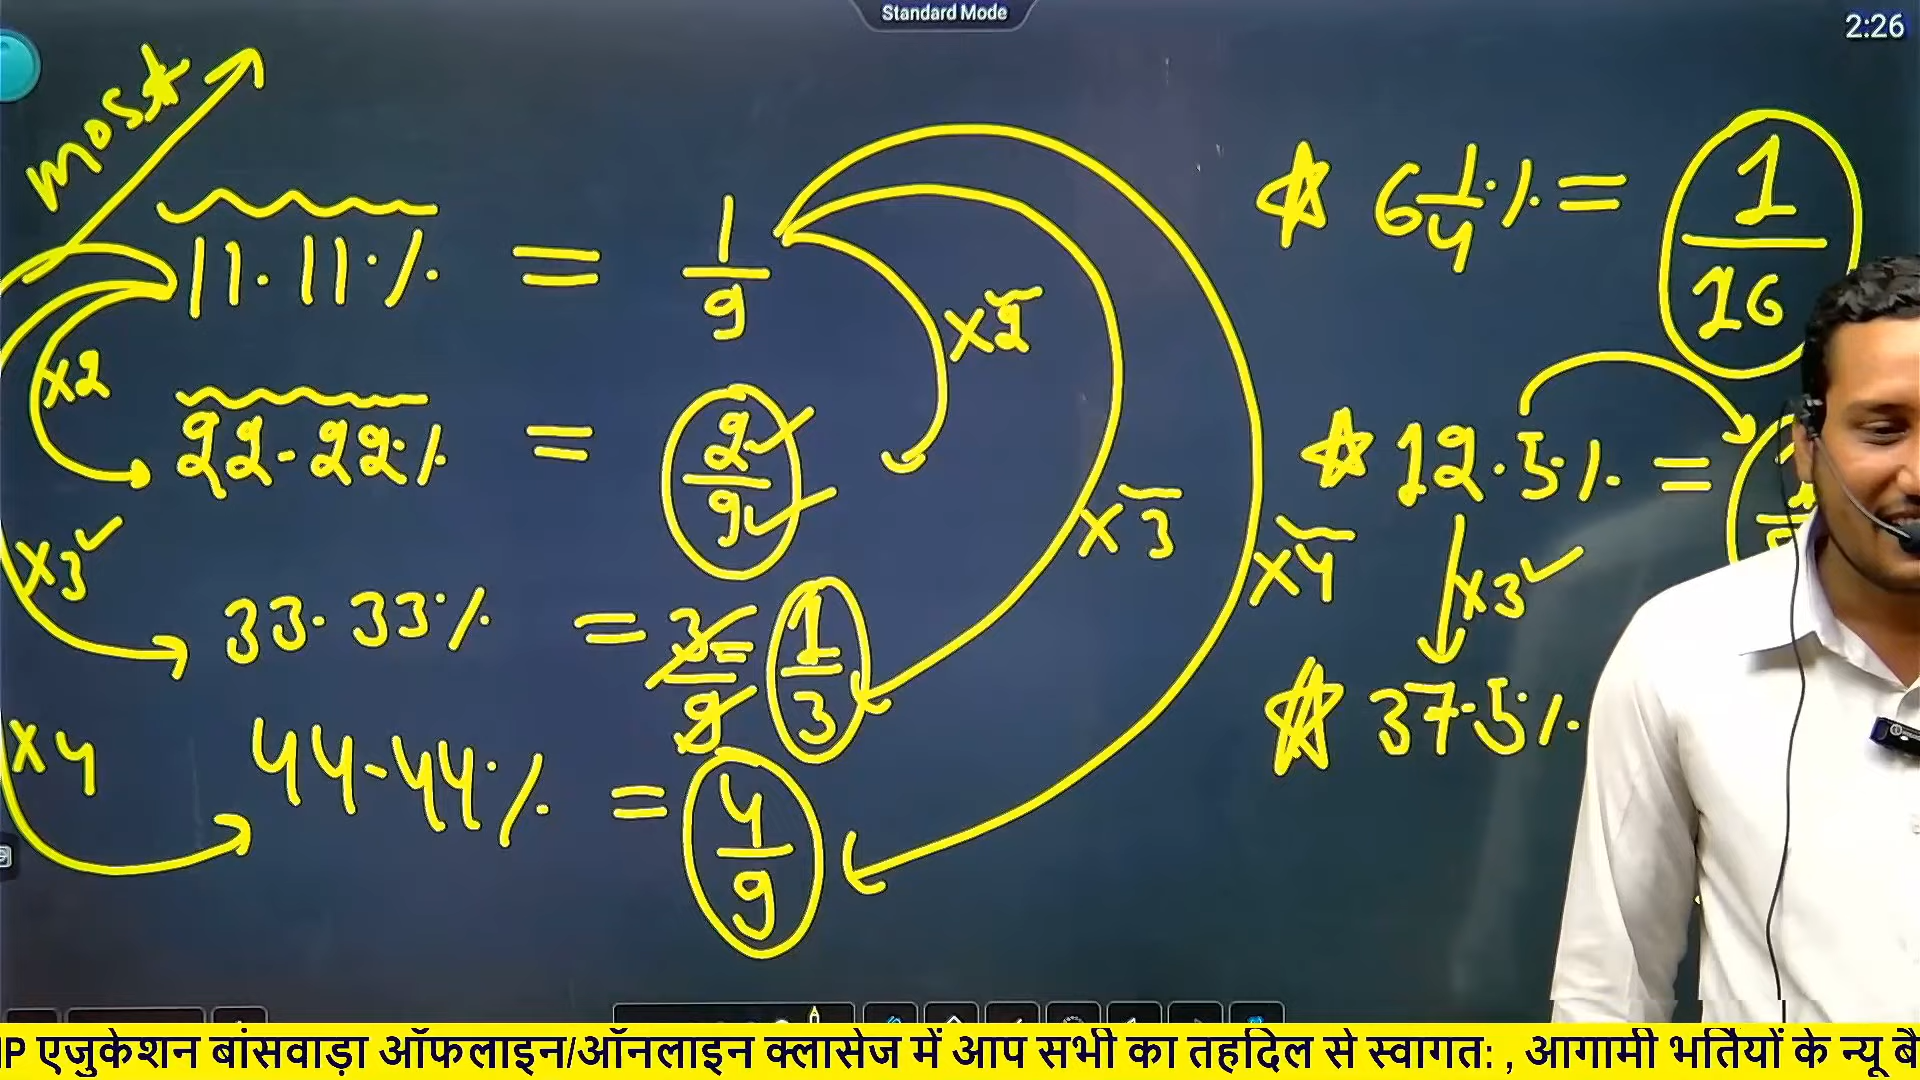 Standard Mode
2:26
most
11.11% = 1/9
x2
x2
22.22% = 2/9
x3
x3
33.33% = 3/9 = 1/3
x4
x4
44.44% = 4/9
6 1/4% = 1/16
12.5% =
x3
37.5%
IP एजुकेशन बांसवाड़ा ऑफलाइन/ऑनलाइन क्लासेज में आप सभी का तहदिल से स्वागत: , आगामी भर्तियों के न्यू बै